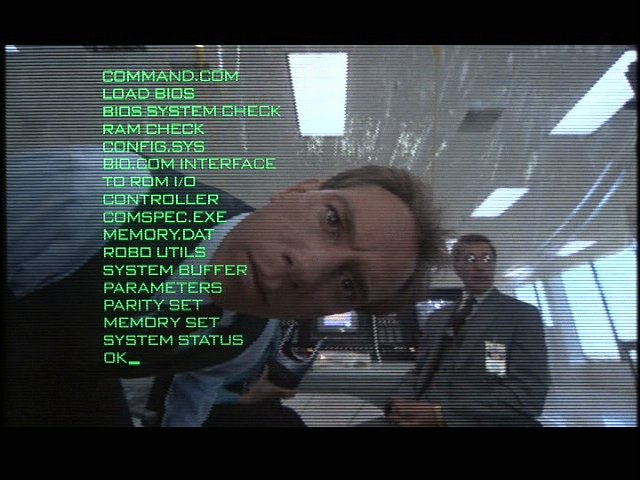 COMMAND.COM
LOAD BIOS
BIOS SYSTEM CHECK
RAM CHECK
CONFIG.SYS
BIO.COM INTERFACE
TO ROM I/O
CONTROLLER
COMSPEC.EXE
MEMORY.DAT
ROBO UTILS
SYSTEM BUFFER
PARAMETERS
PARITY SET
MEMORY SET
SYSTEM STATUS
OK_